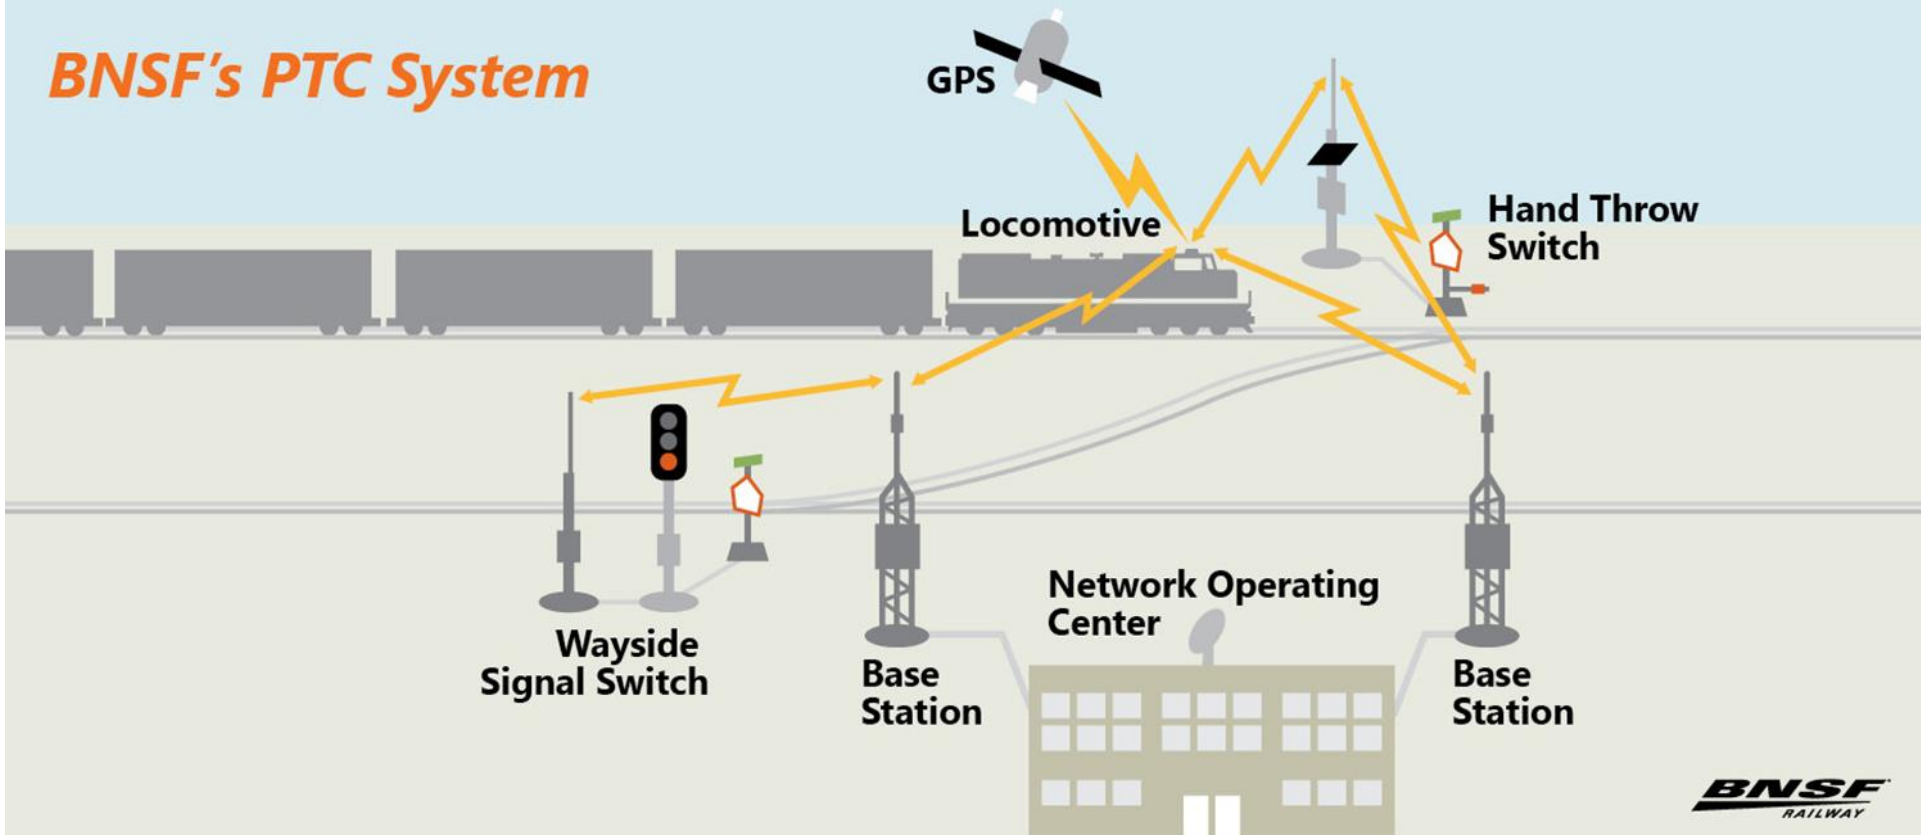 BNSF's PTC System
GPS
Locomotive
Hand Throw
Switch
Wayside
Signal Switch
Base
Station
Network Operating
Center
Base
Station
BNSF
RAILWAY